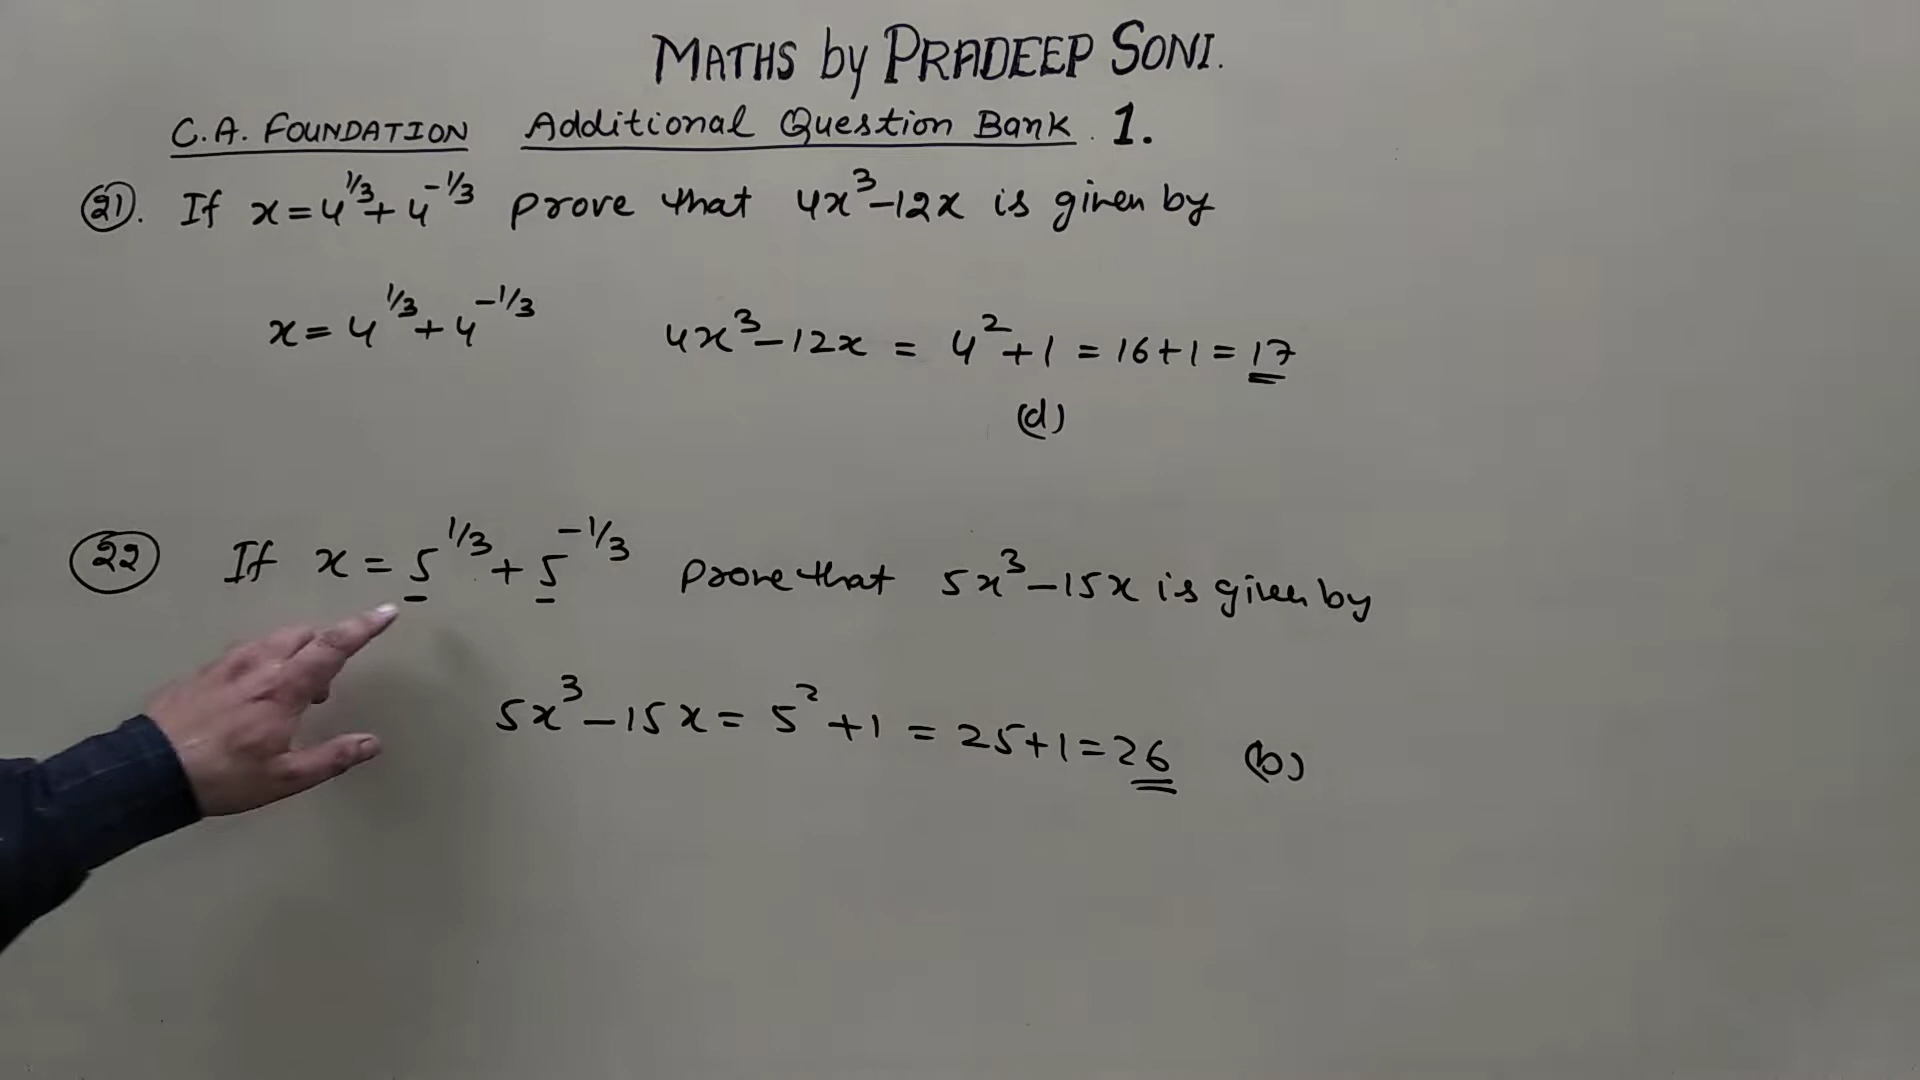 MATHS by PRADEEP SONI.
C.A. FOUNDATION Additional Question Bank. 1.
(21). If x = 4^1/3 + 4^-1/3 prove that 4x^3 - 12x is given by
x = 4^1/3 + 4^-1/3 4x^3 - 12x = 4^2 + 1 = 16 + 1 = 17
(d)
(22) If x = 5^1/3 + 5^-1/3 prove that 5x^3 - 15x is given by
5x^3 - 15x = 5^2 + 1 = 25 + 1 = 26 (b)